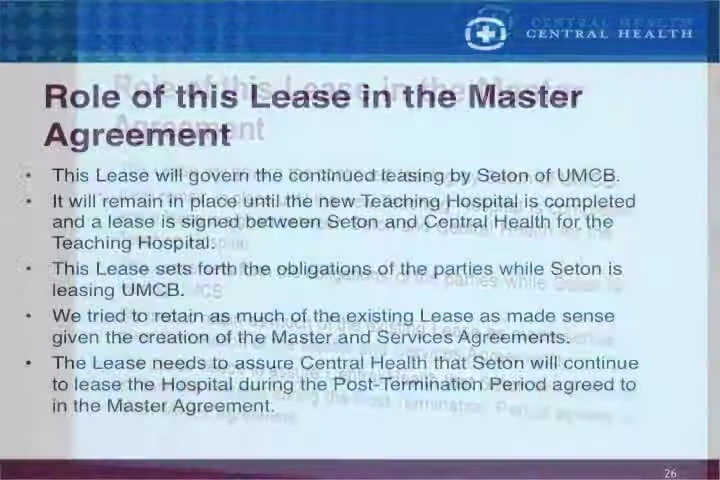 CENTRAL HEALTH
Role of this Lease in the Master
Agreement
• This Lease will govern the continued leasing by Seton of UMCB.
• It will remain in place until the new Teaching Hospital is completed
and a lease is signed between Seton and Central Health for the
Teaching Hospital.
• This Lease sets forth the obligations of the parties while Seton is
leasing UMCB.
• We tried to retain as much of the existing Lease as made sense
given the creation of the Master and Services Agreements.
• The Lease needs to assure Central Health that Seton will continue
to lease the Hospital during the Post-Termination Period agreed to
in the Master Agreement.
26